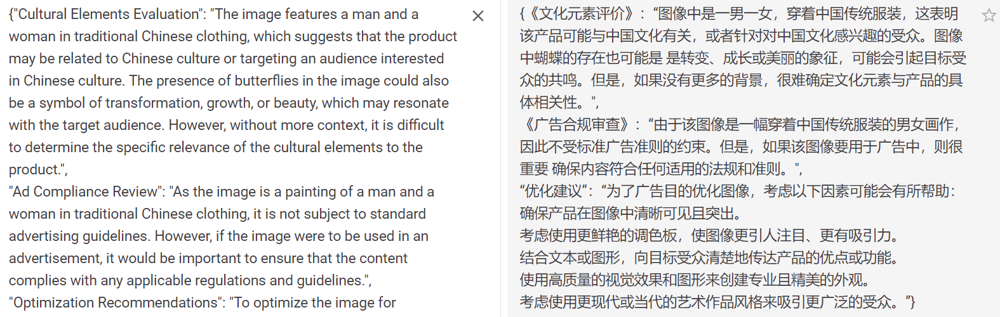 {"Cultural Elements Evaluation": "The image features a man and a
woman in traditional Chinese clothing, which suggests that the product
may be related to Chinese culture or targeting an audience interested
in Chinese culture. The presence of butterflies in the image could also
be a symbol of transformation, growth, or beauty, which may resonate
with the target audience. However, without more context, it is difficult
to determine the specific relevance of the cultural elements to the
product.",
"Ad Compliance Review": "As the image is a painting of a man and a
woman in traditional Chinese clothing, it is not subject to standard
advertising guidelines. However, if the image were to be used in an
advertisement, it would be important to ensure that the content
complies with any applicable regulations and guidelines.",
"Optimization Recommendations": "To optimize the image for
{《文化元素评价》:“图像中是一男一女,穿着中国传统服装,这表明
该产品可能与中国文化有关,或者针对对中国文化感兴趣的受众。图像
中蝴蝶的存在也可能是 是转变、成长或美丽的象征,可能会引起目标受
众的共鸣。但是,如果没有更多的背景,很难确定文化元素与产品的具
体相关性。",
《广告合规审查》:“由于该图像是一幅穿着中国传统服装的男女画作,
因此不受标准广告准则的约束。但是,如果该图像要用于广告中,则很
重要 确保内容符合任何适用的法规和准则。",
“优化建议”:“为了广告目的优化图像,考虑以下因素可能会有所帮助:
确保产品在图像中清晰可见且突出。
考虑使用更鲜艳的调色板,使图像更引人注目、更有吸引力。
结合文本或图形,向目标受众清楚地传达产品的优点或功能。
使用高质量的视觉效果和图形来创建专业且精美的外观。
考虑使用更现代或当代的艺术作品风格来吸引更广泛的受众。”}